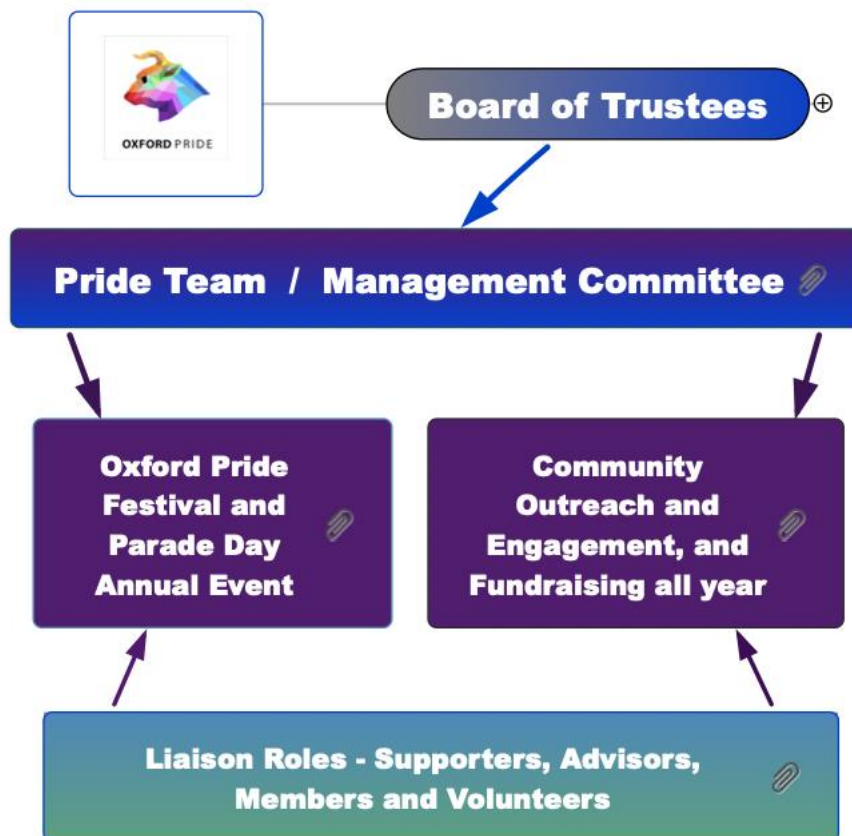 OXFORD PRIDE
Board of Trustees
Pride Team / Management Committee
Oxford Pride
Festival and
Parade Day
Annual Event
Community
Outreach and
Engagement, and
Fundraising all year
Liaison Roles - Supporters, Advisors,
Members and Volunteers